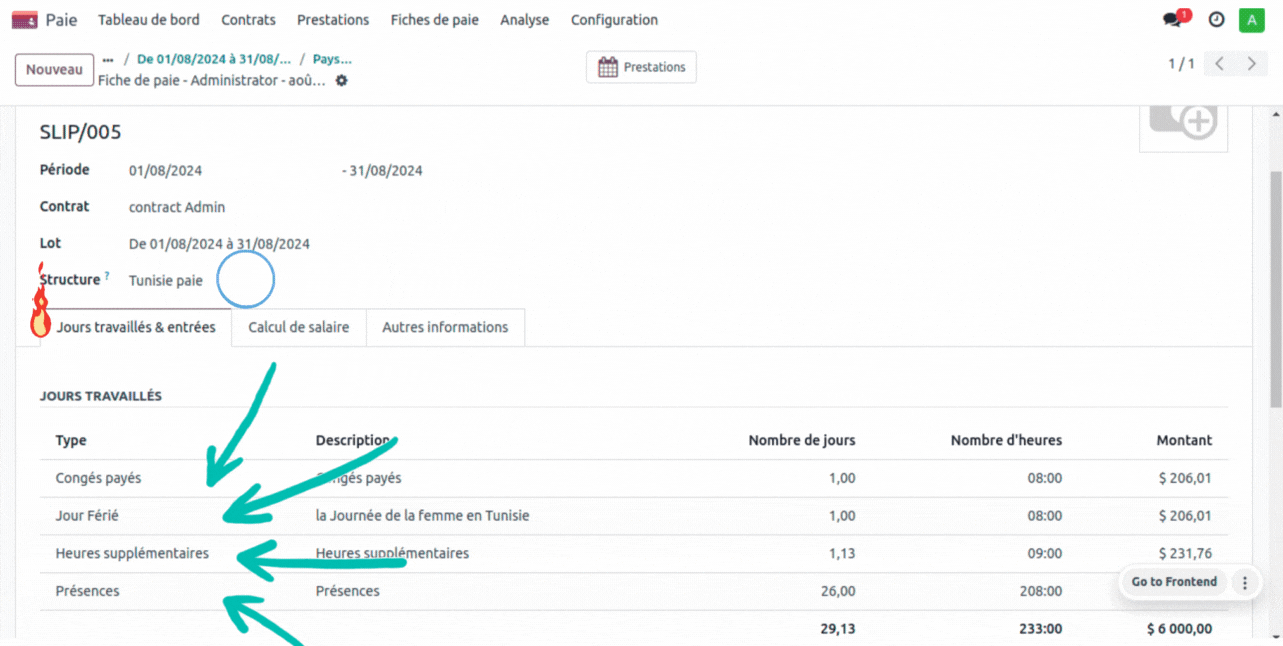 Paie Tableau de bord Contrats Prestations Fiches de paie Analyse Configuration 1 A
Nouveau ... / De 01/08/2024 à 31/08/... / Pays...
Fiche de paie - Administrator - aoû...
Prestations
1 / 1
SLIP/005
Période 01/08/2024 - 31/08/2024
Contrat contract Admin
Lot De 01/08/2024 à 31/08/2024
Structure ? Tunisie paie
Jours travaillés & entrées Calcul de salaire Autres informations
JOURS TRAVAILLÉS
Type Description Nombre de jours Nombre d'heures Montant
Congés payés Congés payés 1,00 08:00 $ 206,01
Jour Férié la Journée de la femme en Tunisie 1,00 08:00 $ 206,01
Heures supplémentaires Heures supplémentaires 1,13 09:00 $ 231,76
Go to Frontend
Présences Présences 26,00 208:00
29,13 233:00 $ 6 000,00